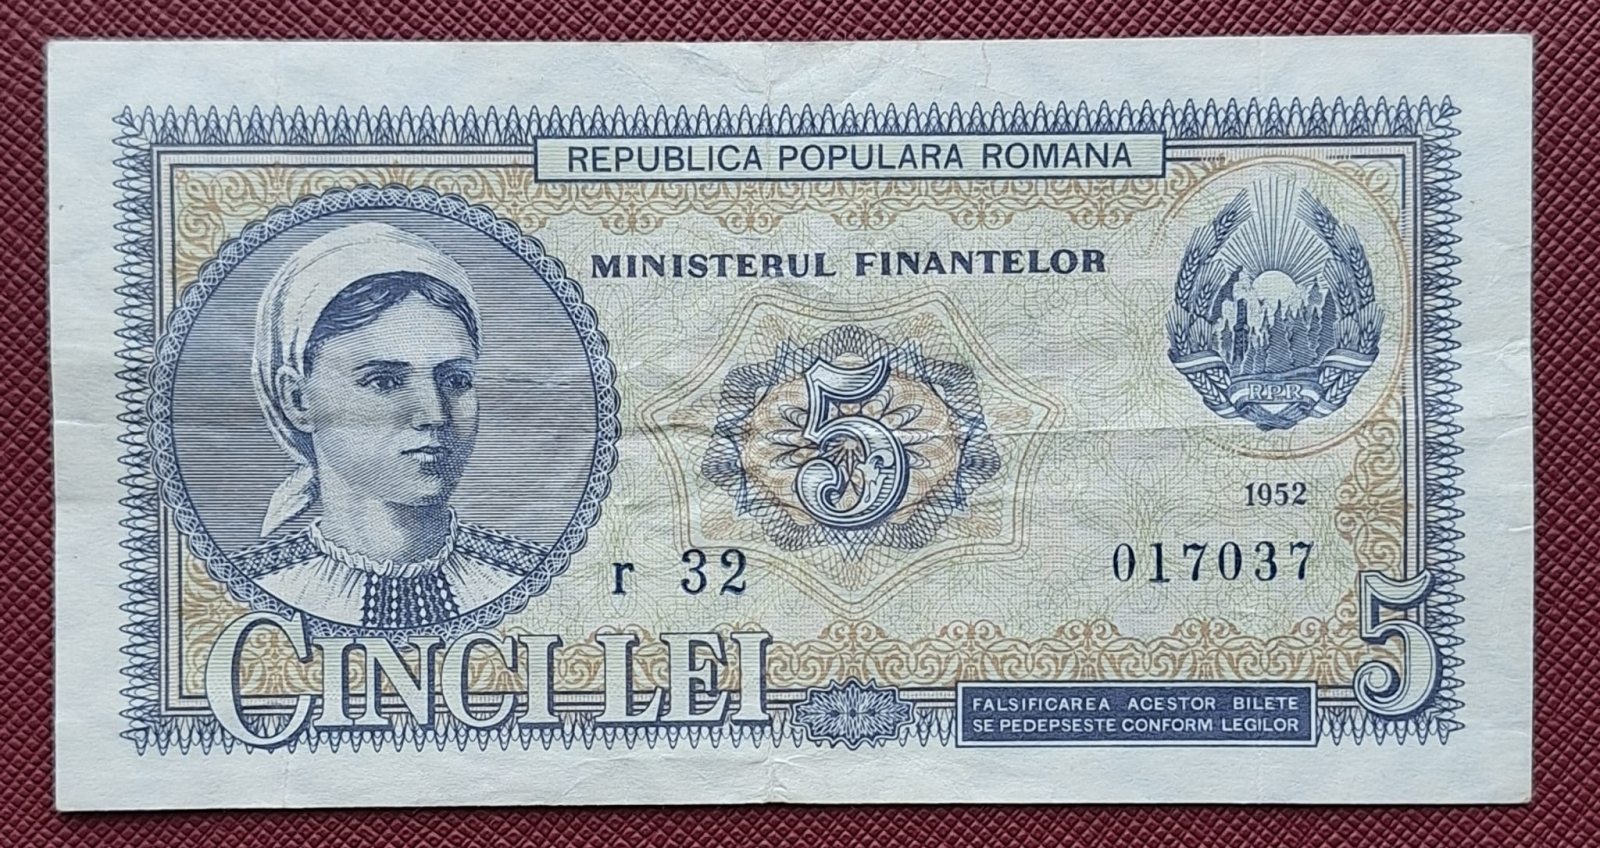 REPUBLICA POPULARA ROMANA
MINISTERUL FINANTELOR
RPR
5
1952
r 32
017037
CINCI LEI
5
FALSIFICAREA ACESTOR BILETE
SE PEDEPSESTE CONFORM LEGILOR